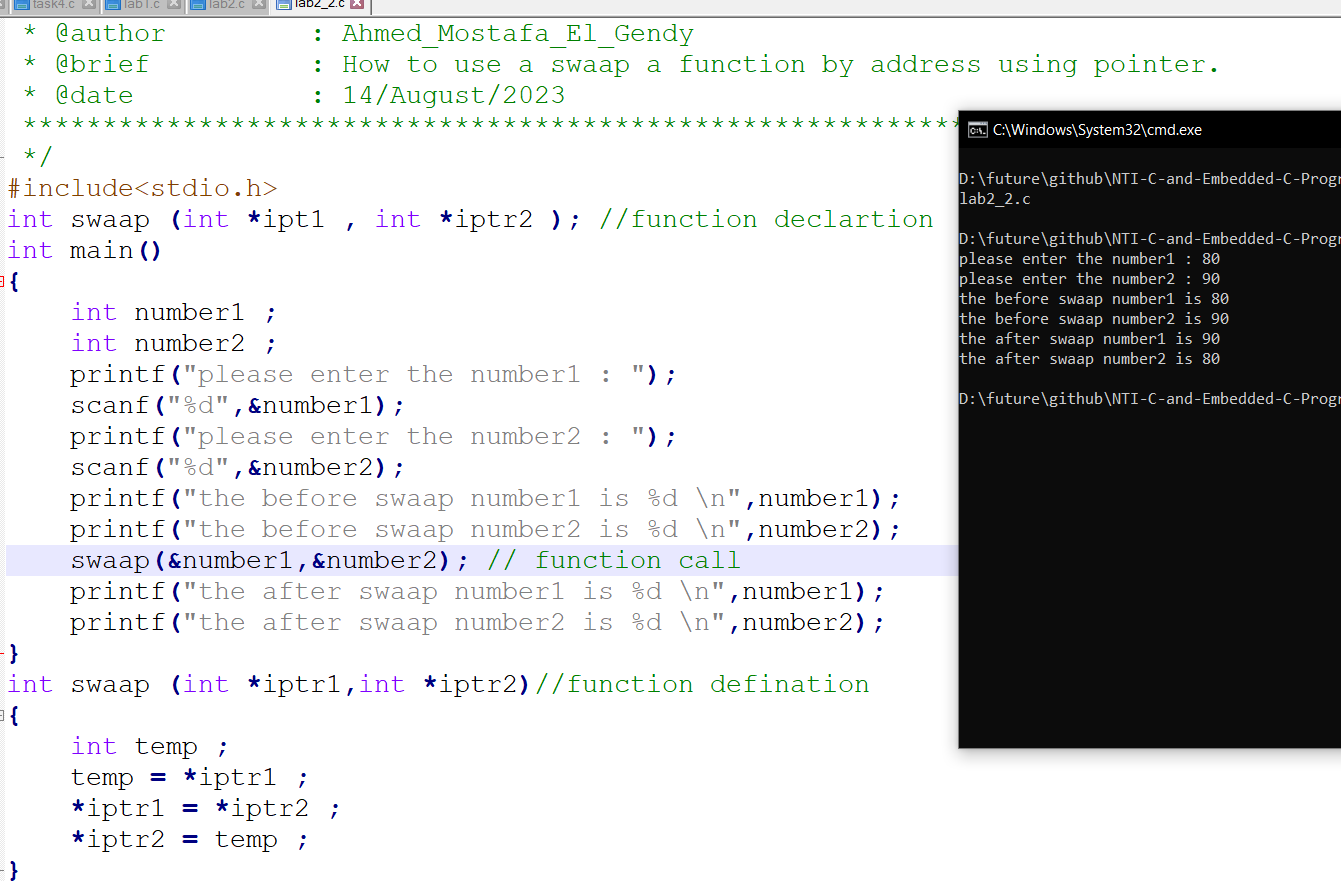 task4.c lab1.c lab2.c lab2_2.c
* @author : Ahmed_Mostafa_El_Gendy
* @brief : How to use a swaap a function by address using pointer.
* @date : 14/August/2023
***********************************************************
*/
#include<stdio.h>
int swaap (int *ipt1 , int *iptr2 ); //function declartion
int main()
{
int number1 ;
int number2 ;
printf("please enter the number1 : ");
scanf("%d",&number1);
printf("please enter the number2 : ");
scanf("%d",&number2);
printf("the before swaap number1 is %d \n",number1);
printf("the before swaap number2 is %d \n",number2);
swaap(&number1,&number2); // function call
printf("the after swaap number1 is %d \n",number1);
printf("the after swaap number2 is %d \n",number2);
}
int swaap (int *iptr1,int *iptr2)//function defination
{
int temp ;
temp = *iptr1 ;
*iptr1 = *iptr2 ;
*iptr2 = temp ;
}
C:\Windows\System32\cmd.exe
D:\future\github\NTI-C-and-Embedded-C-Progr
lab2_2.c
D:\future\github\NTI-C-and-Embedded-C-Progr
please enter the number1 : 80
please enter the number2 : 90
the before swaap number1 is 80
the before swaap number2 is 90
the after swaap number1 is 90
the after swaap number2 is 80
D:\future\github\NTI-C-and-Embedded-C-Progr